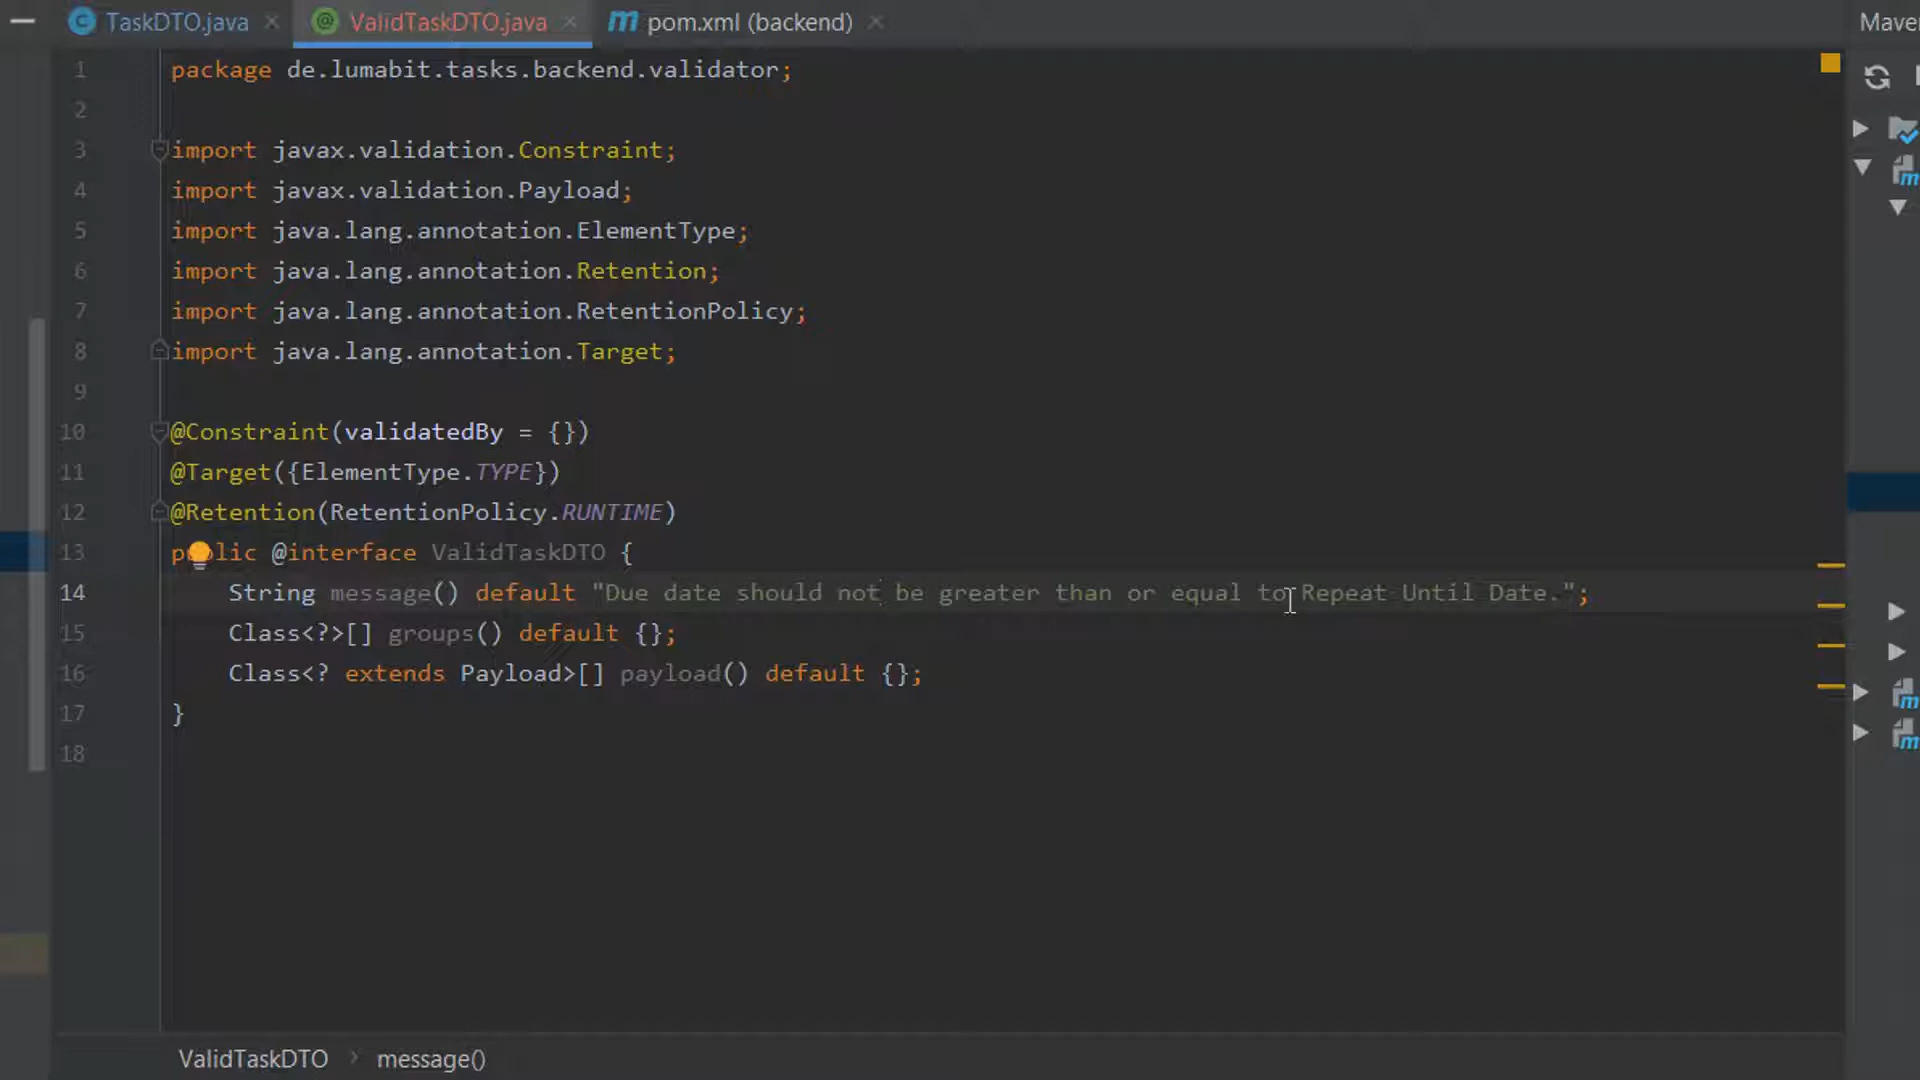 TaskDTO.java
ValidTaskDTO.java
pom.xml (backend)
1 package de.lumabit.tasks.backend.validator;
2
3 import javax.validation.Constraint;
4 import javax.validation.Payload;
5 import java.lang.annotation.ElementType;
6 import java.lang.annotation.Retention;
7 import java.lang.annotation.RetentionPolicy;
8 import java.lang.annotation.Target;
9
10 @Constraint(validatedBy = {})
11 @Target({ElementType.TYPE})
12 @Retention(RetentionPolicy.RUNTIME)
13 public @interface ValidTaskDTO {
14 String message() default "Due date should not be greater than or equal to Repeat Until Date.";
15 Class<?>[] groups() default {};
16 Class<? extends Payload>[] payload() default {};
17 }
18
ValidTaskDTO > message()